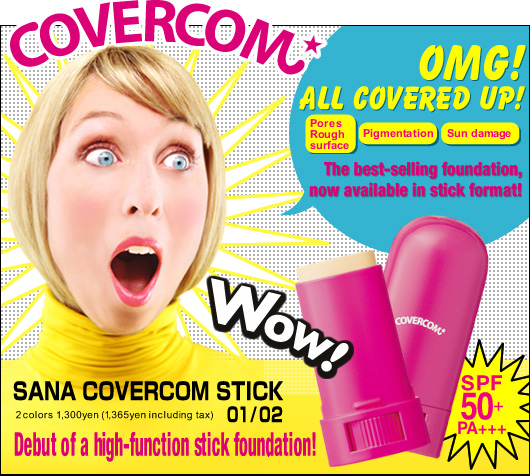 COVERCOM
OMG!
ALL COVERED UP!
Pores
Rough
surface
Pigmentation
Sun damage
The best-selling foundation,
now available in stick format!
Wow!
COVERCOM
SANA COVERCOM STICK
2 colors 1,300yen (1,365yen including tax) 01/02
Debut of a high-function stick foundation!
SPF
50+
PA+++